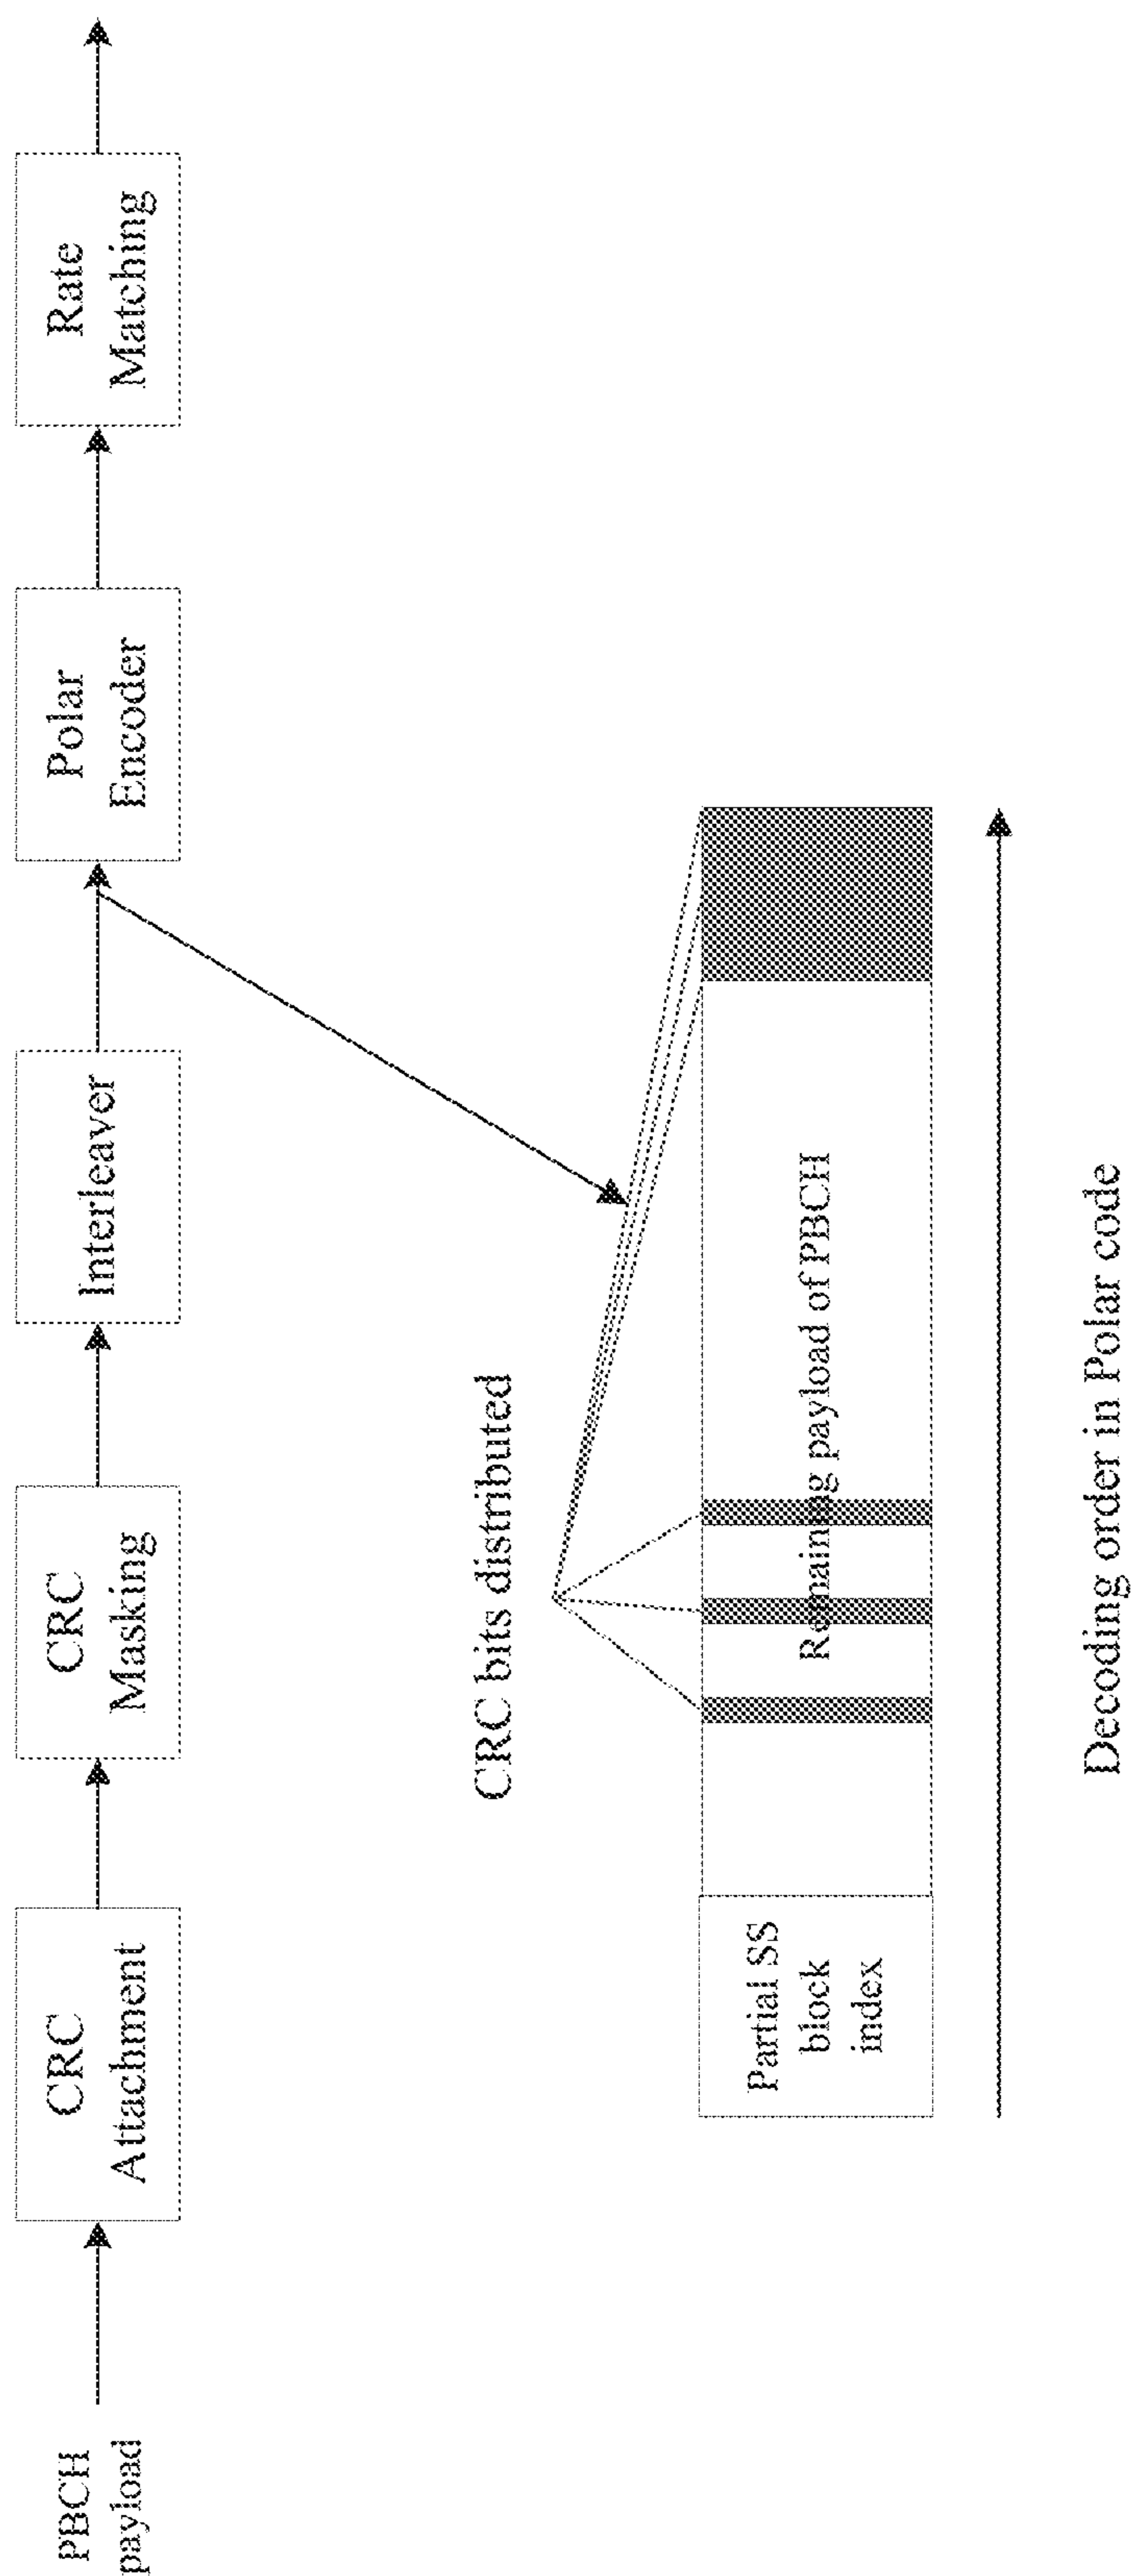 PBCH
payload
CRC
Attachment
CRC
Masking
Interleaver
Polar
Encoder
Rate
Matching
CRC bits distributed
Partial SS
block
index
Remaining payload of PBCH
Decoding order in Polar code